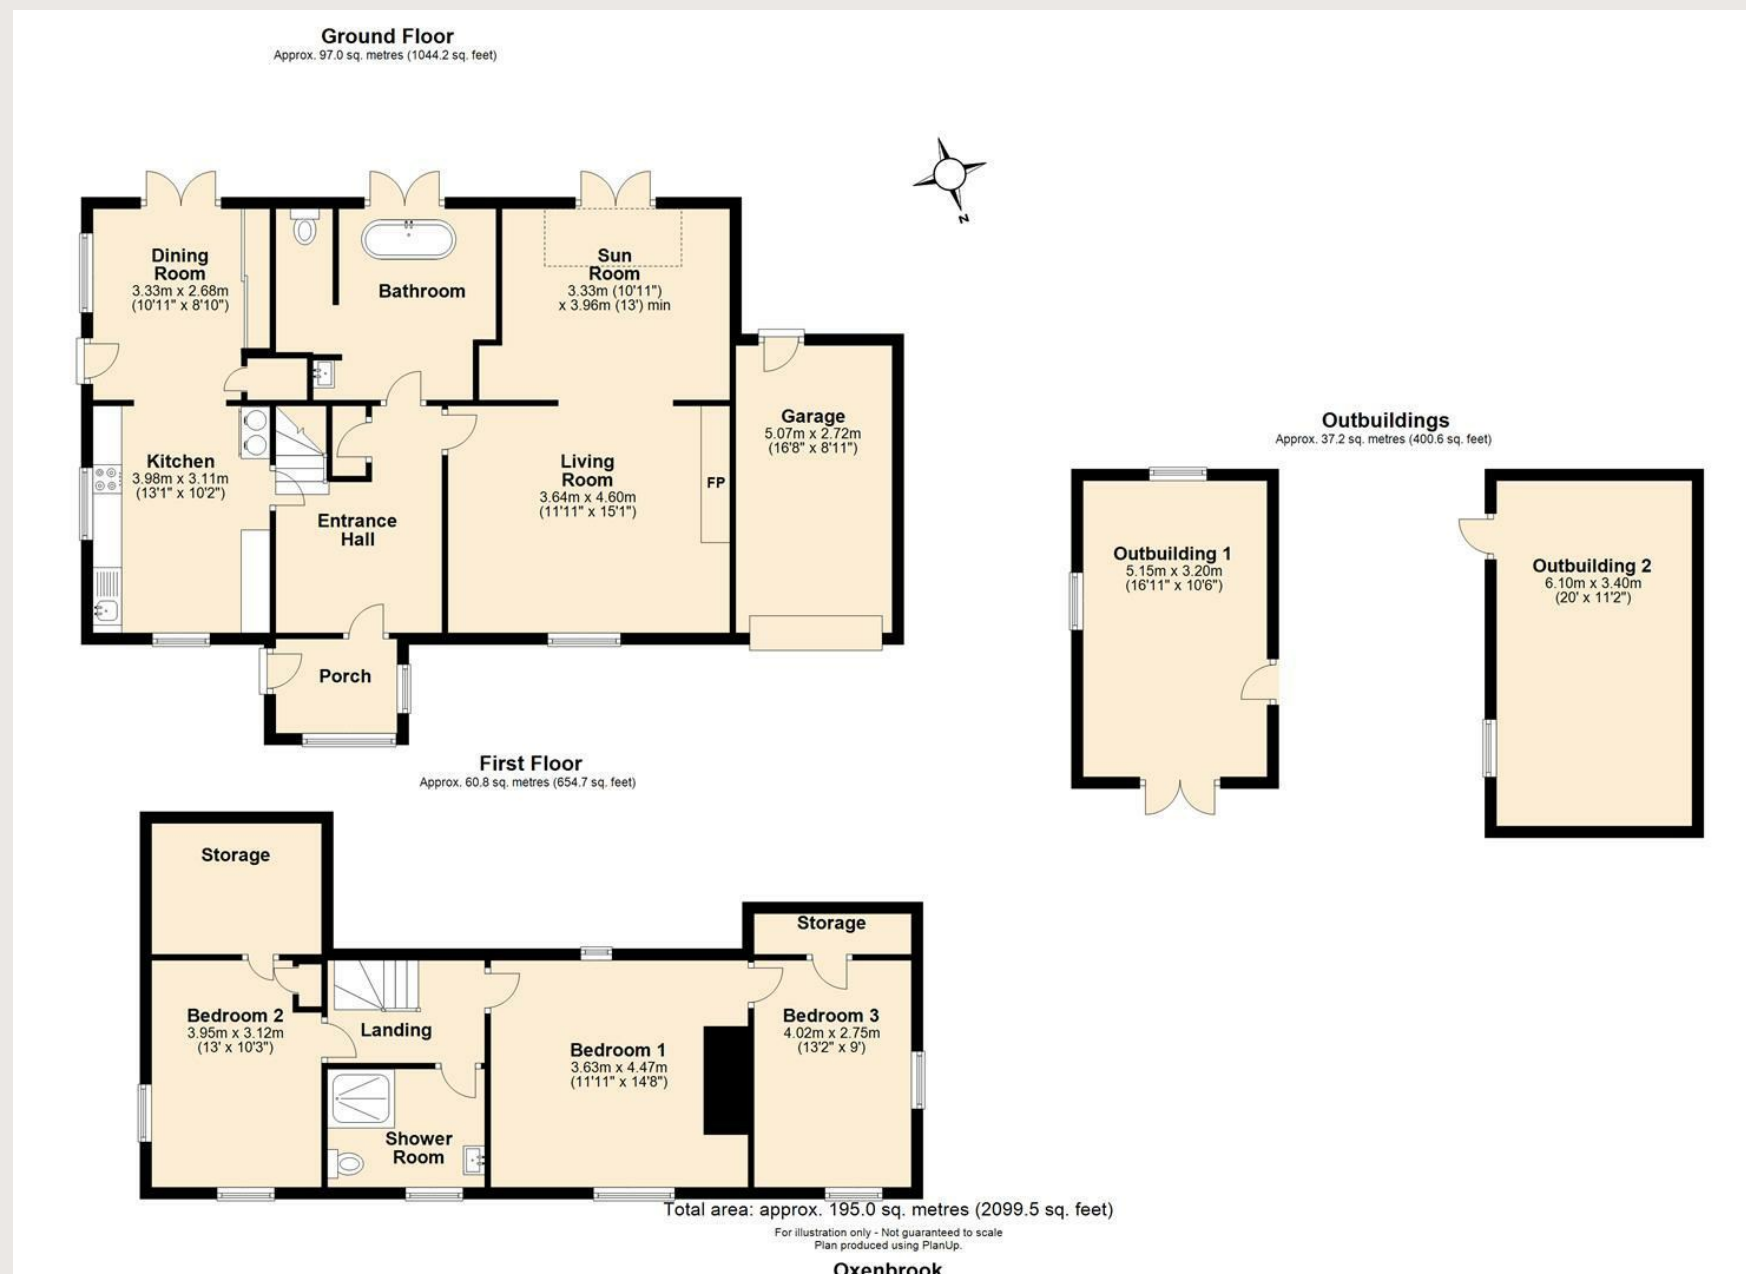 Ground Floor
Approx. 97.0 sq. metres (1044.2 sq. feet)
Dining
Room
3.33m x 2.68m
(10'11" x 8'10")
Bathroom
Sun
Room
3.33m (10'11")
x 3.96m (13') min
Kitchen
3.98m x 3.11m
(13'1" x 10'2")
Entrance
Hall
Living
Room
3.64m x 4.60m
(11'11" x 15'1")
FP
Garage
5.07m x 2.72m
(16'8" x 8'11")
Porch
N
Outbuildings
Approx. 37.2 sq. metres (400.6 sq. feet)
Outbuilding 1
5.15m x 3.20m
(16'11" x 10'6")
Outbuilding 2
6.10m x 3.40m
(20' x 11'2")
First Floor
Approx. 60.8 sq. metres (654.7 sq. feet)
Storage
Storage
Bedroom 2
3.95m x 3.12m
(13' x 10'3")
Landing
Bedroom 1
3.63m x 4.47m
(11'11" x 14'8")
Bedroom 3
4.02m x 2.75m
(13'2" x 9')
Shower
Room
Total area: approx. 195.0 sq. metres (2099.5 sq. feet)
For illustration only - Not guaranteed to scale
Plan produced using PlanUp.
Oxenbrook